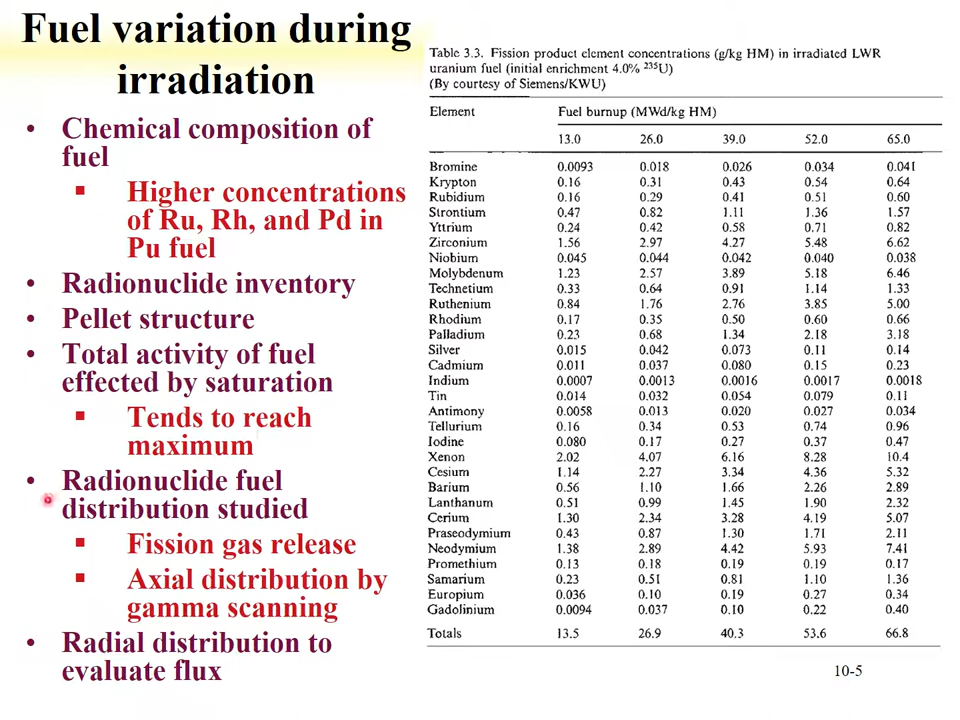 Fuel variation during
irradiation
• Chemical composition of
fuel
▪ Higher concentrations
of Ru, Rh, and Pd in
Pu fuel
• Radionuclide inventory
• Pellet structure
• Total activity of fuel
effected by saturation
▪ Tends to reach
maximum
• Radionuclide fuel
distribution studied
▪ Fission gas release
▪ Axial distribution by
gamma scanning
• Radial distribution to
evaluate flux
Table 3.3. Fission product element concentrations (g/kg HM) in irradiated LWR
uranium fuel (initial enrichment 4.0% ²³⁵U)
(By courtesy of Siemens/KWU)
Element Fuel burnup (MWd/kg HM)
13.0 26.0 39.0 52.0 65.0
Bromine 0.0093 0.018 0.026 0.034 0.041
Krypton 0.16 0.31 0.43 0.54 0.64
Rubidium 0.16 0.29 0.41 0.51 0.60
Strontium 0.47 0.82 1.11 1.36 1.57
Yttrium 0.24 0.42 0.58 0.71 0.82
Zirconium 1.56 2.97 4.27 5.48 6.62
Niobium 0.045 0.044 0.042 0.040 0.038
Molybdenum 1.23 2.57 3.89 5.18 6.46
Technetium 0.33 0.64 0.91 1.14 1.33
Ruthenium 0.84 1.76 2.76 3.85 5.00
Rhodium 0.17 0.35 0.50 0.60 0.66
Palladium 0.23 0.68 1.34 2.18 3.18
Silver 0.015 0.042 0.073 0.11 0.14
Cadmium 0.011 0.037 0.080 0.15 0.23
Indium 0.0007 0.0013 0.0016 0.0017 0.0018
Tin 0.014 0.032 0.054 0.079 0.11
Antimony 0.0058 0.013 0.020 0.027 0.034
Tellurium 0.16 0.34 0.53 0.74 0.96
Iodine 0.080 0.17 0.27 0.37 0.47
Xenon 2.02 4.07 6.16 8.28 10.4
Cesium 1.14 2.27 3.34 4.36 5.32
Barium 0.56 1.10 1.66 2.26 2.89
Lanthanum 0.51 0.99 1.45 1.90 2.32
Cerium 1.30 2.34 3.28 4.19 5.07
Praseodymium 0.43 0.87 1.30 1.71 2.11
Neodymium 1.38 2.89 4.42 5.93 7.41
Promethium 0.13 0.18 0.19 0.19 0.17
Samarium 0.23 0.51 0.81 1.10 1.36
Europium 0.036 0.10 0.19 0.27 0.34
Gadolinium 0.0094 0.037 0.10 0.22 0.40
Totals 13.5 26.9 40.3 53.6 66.8
10-5